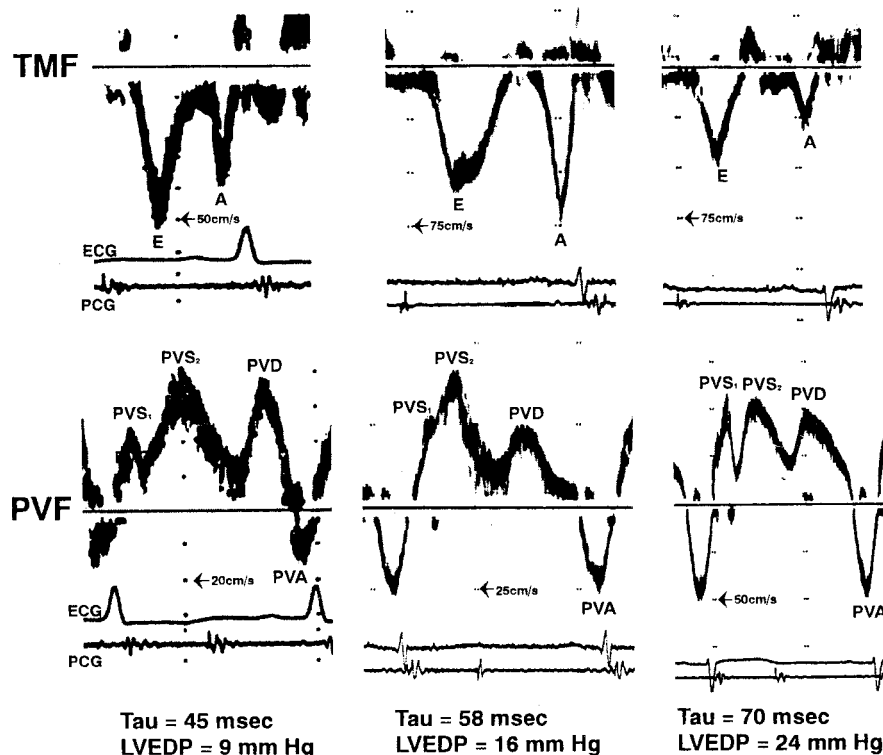 TMF
E
A
50cm/s
ECG
PCG
E
A
75cm/s
E
A
75cm/s
PVF
PVS₁
PVS₂
PVD
PVA
20cm/s
ECG
PCG
PVS₁
PVS₂
PVD
PVA
25cm/s
PVS₁
PVS₂
PVD
PVA
50cm/s
Tau = 45 msec
LVEDP = 9 mm Hg
Tau = 58 msec
LVEDP = 16 mm Hg
Tau = 70 msec
LVEDP = 24 mm Hg